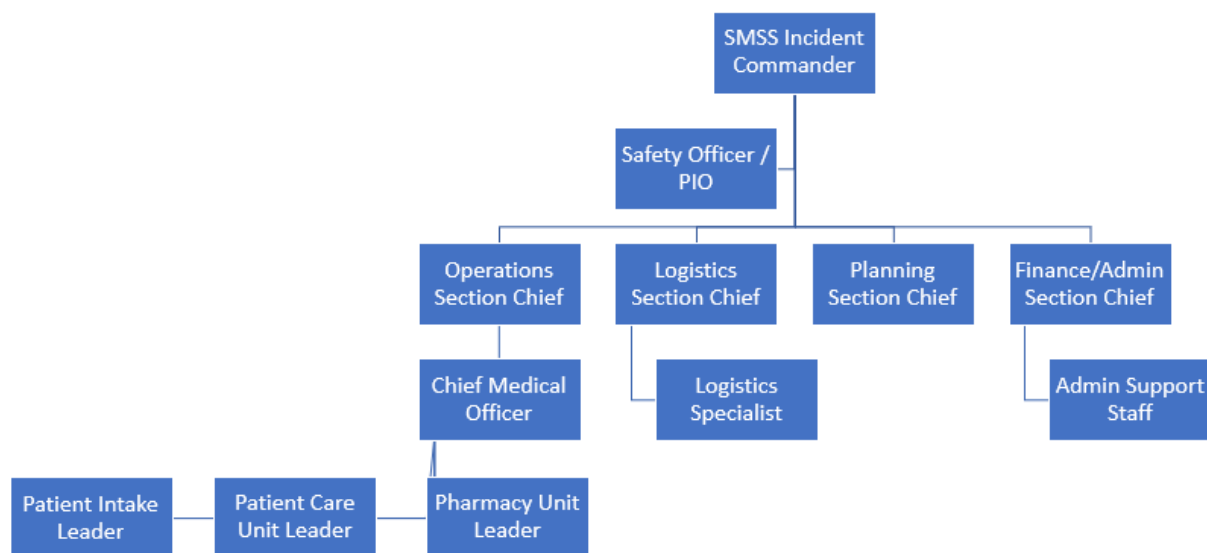 SMSS Incident
Commander
Safety Officer /
PIO
Operations
Section Chief
Logistics
Section Chief
Planning
Section Chief
Finance/Admin
Section Chief
Chief Medical
Officer
Logistics
Specialist
Admin Support
Staff
Patient Intake
Leader
Patient Care
Unit Leader
Pharmacy Unit
Leader